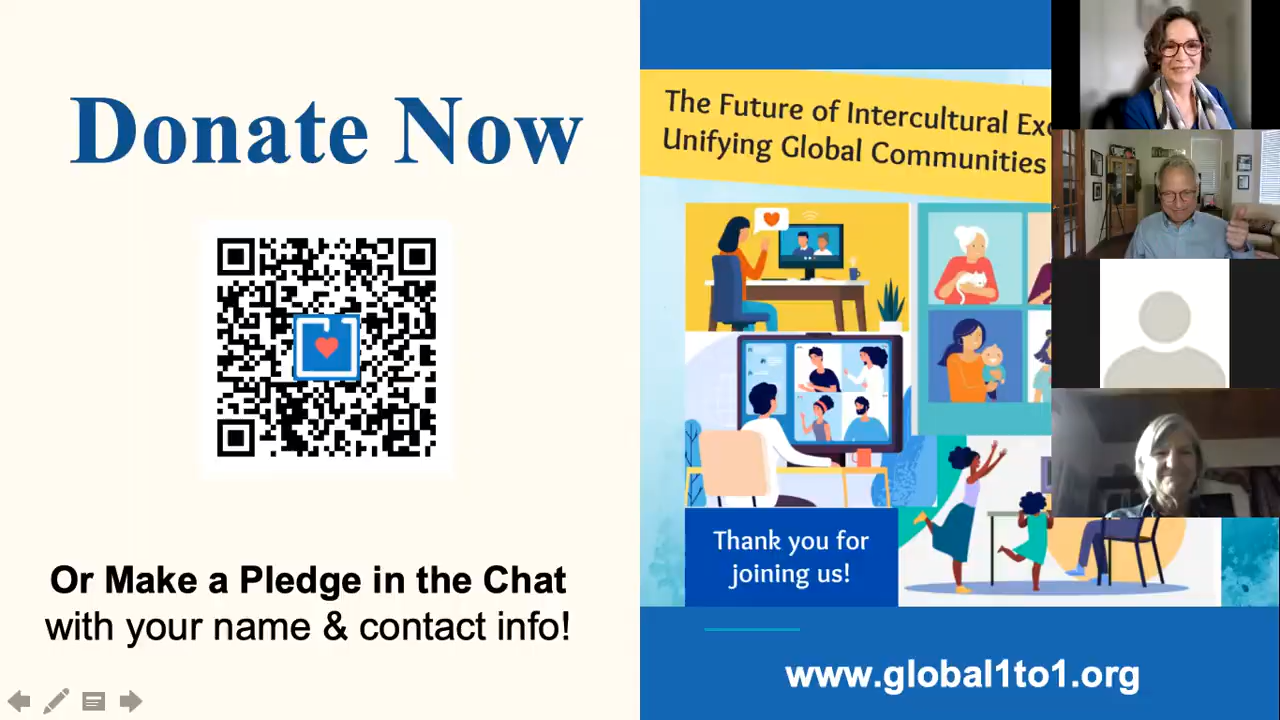 Donate Now
Or Make a Pledge in the Chat
with your name & contact info!
The Future of Intercultural
Unifying Global Communities
Thank you for
joining us!
www.global1to1.org